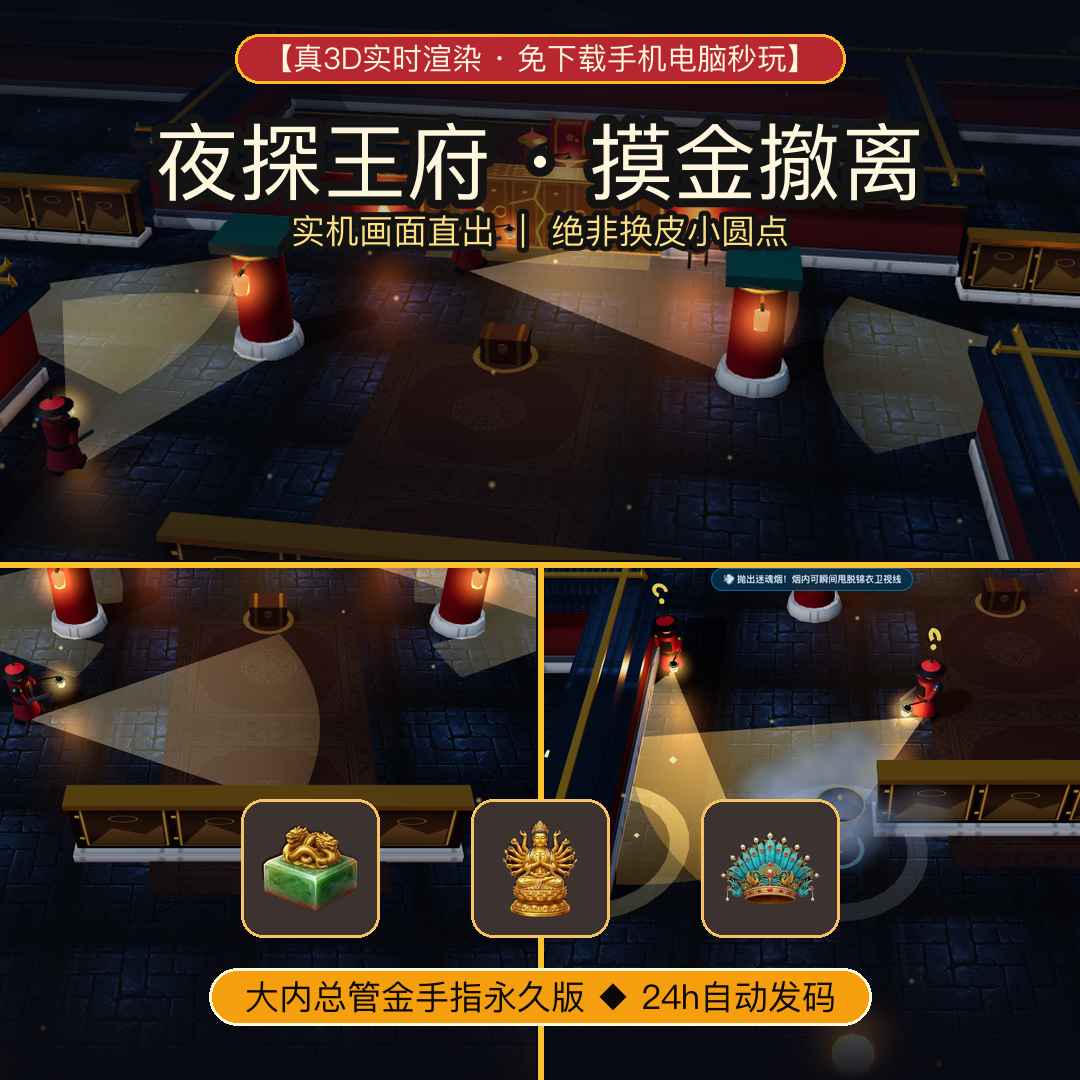 【真3D实时渲染 · 免下载手机电脑秒玩】
夜探王府 · 摸金撤离
实机画面直出 | 绝非换皮小圆点
抛出迷魂烟！烟内可瞬间甩脱锦衣卫视线
?
?
大内总管金手指永久版 ◆ 24h自动发码